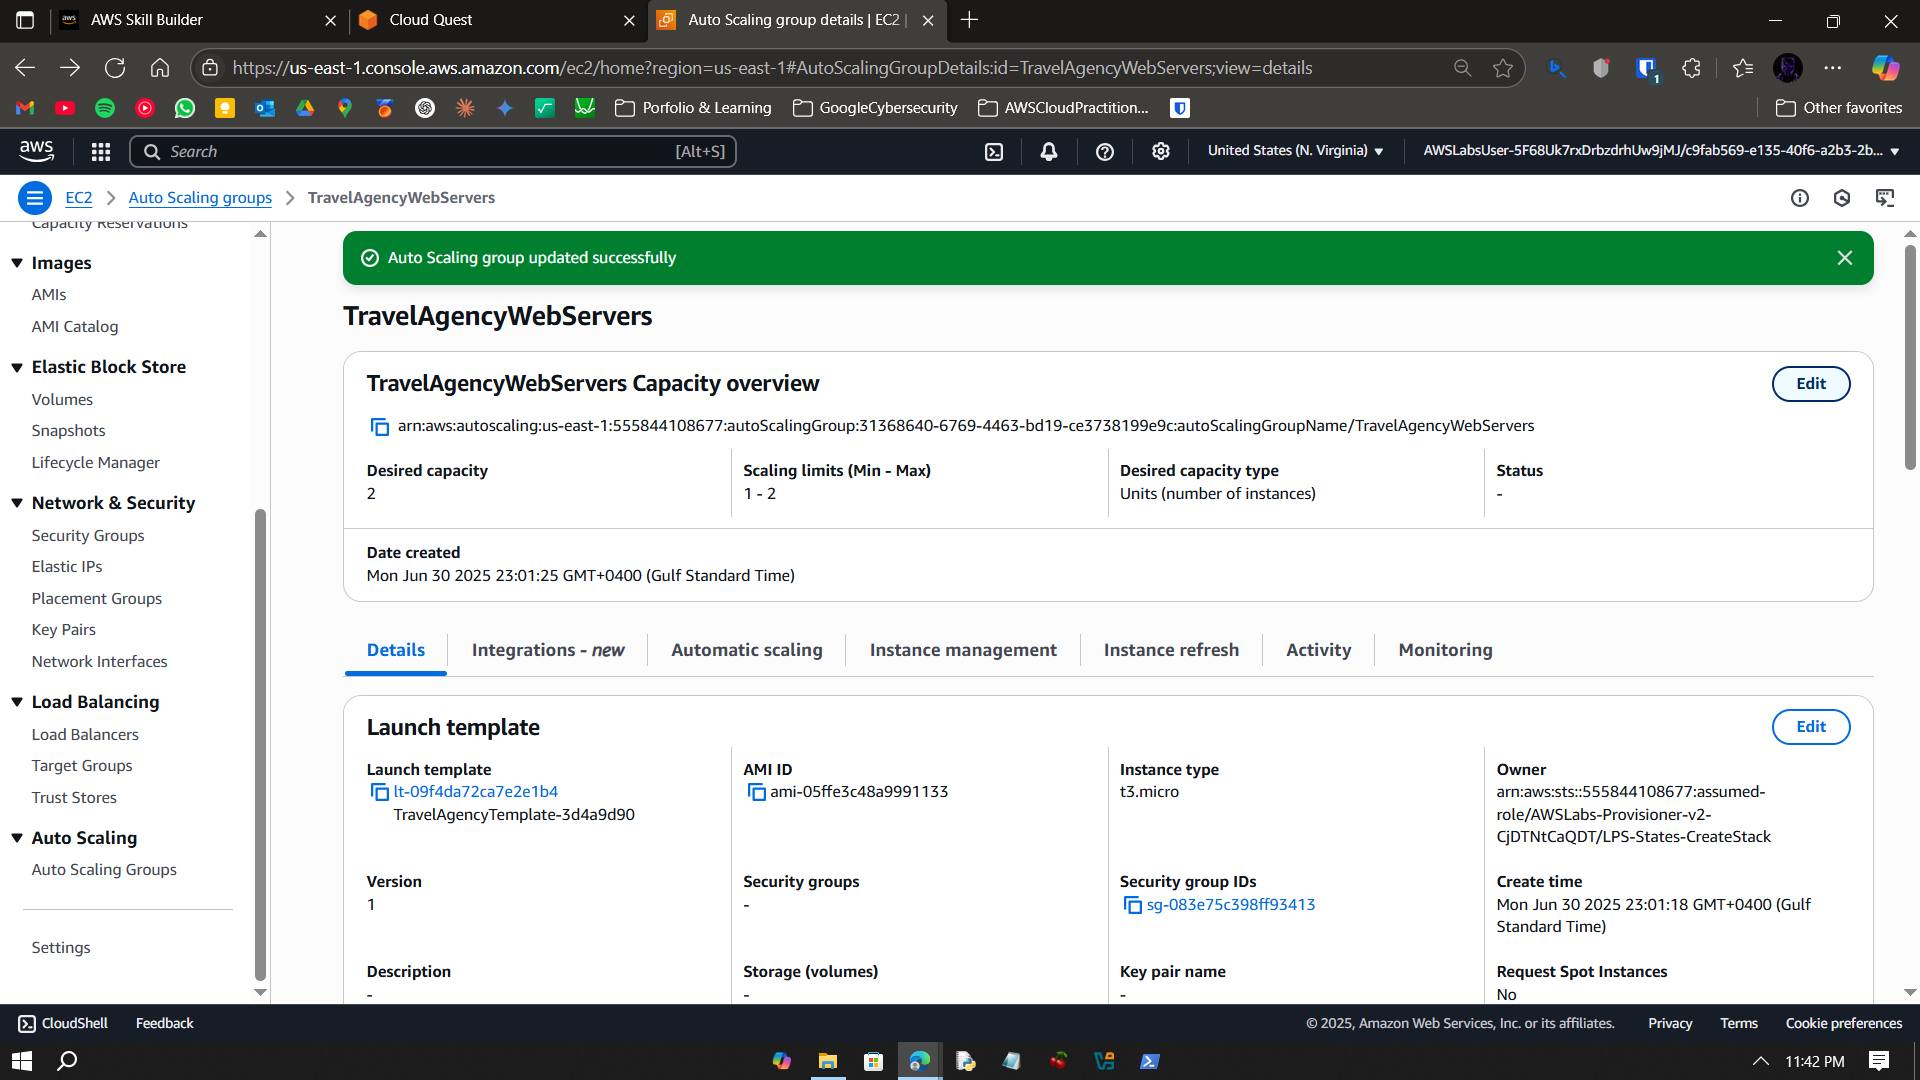 AWS Skill Builder
Cloud Quest
Auto Scaling group details | EC2 |
https://us-east-1.console.aws.amazon.com/ec2/home?region=us-east-1#AutoScalingGroupDetails:id=TravelAgencyWebServers;view=details
1
Porfolio & Learning
GoogleCybersecurity
AWSCloudPractition...
Other favorites
aws
Search
[Alt+S]
United States (N. Virginia)
AWSLabsUser-5F68Uk7rxDrbzdrhUw9jMJ/c9fab569-e135-40f6-a2b3-2b...
EC2
Auto Scaling groups
TravelAgencyWebServers
Capacity Reservations
Images
AMIs
AMI Catalog
Elastic Block Store
Volumes
Snapshots
Lifecycle Manager
Network & Security
Security Groups
Elastic IPs
Placement Groups
Key Pairs
Network Interfaces
Load Balancing
Load Balancers
Target Groups
Trust Stores
Auto Scaling
Auto Scaling Groups
Settings
Auto Scaling group updated successfully
TravelAgencyWebServers
TravelAgencyWebServers Capacity overview
Edit
arn:aws:autoscaling:us-east-1:555844108677:autoScalingGroup:31368640-6769-4463-bd19-ce3738199e9c:autoScalingGroupName/TravelAgencyWebServers
Desired capacity
2
Scaling limits (Min - Max)
1 - 2
Desired capacity type
Units (number of instances)
Status
-
Date created
Mon Jun 30 2025 23:01:25 GMT+0400 (Gulf Standard Time)
Details
Integrations - new
Automatic scaling
Instance management
Instance refresh
Activity
Monitoring
Launch template
Edit
Launch template
lt-09f4da72ca7e2e1b4
TravelAgencyTemplate-3d4a9d90
AMI ID
ami-05ffe3c48a9991133
Instance type
t3.micro
Owner
arn:aws:sts::555844108677:assumed-
role/AWSLabs-Provisioner-v2-
CjDTNtCaQDT/LPS-States-CreateStack
Version
1
Security groups
-
Security group IDs
sg-083e75c398ff93413
Create time
Mon Jun 30 2025 23:01:18 GMT+0400 (Gulf
Standard Time)
Description
-
Storage (volumes)
-
Key pair name
-
Request Spot Instances
No
CloudShell
Feedback
© 2025, Amazon Web Services, Inc. or its affiliates.
Privacy
Terms
Cookie preferences
11:42 PM